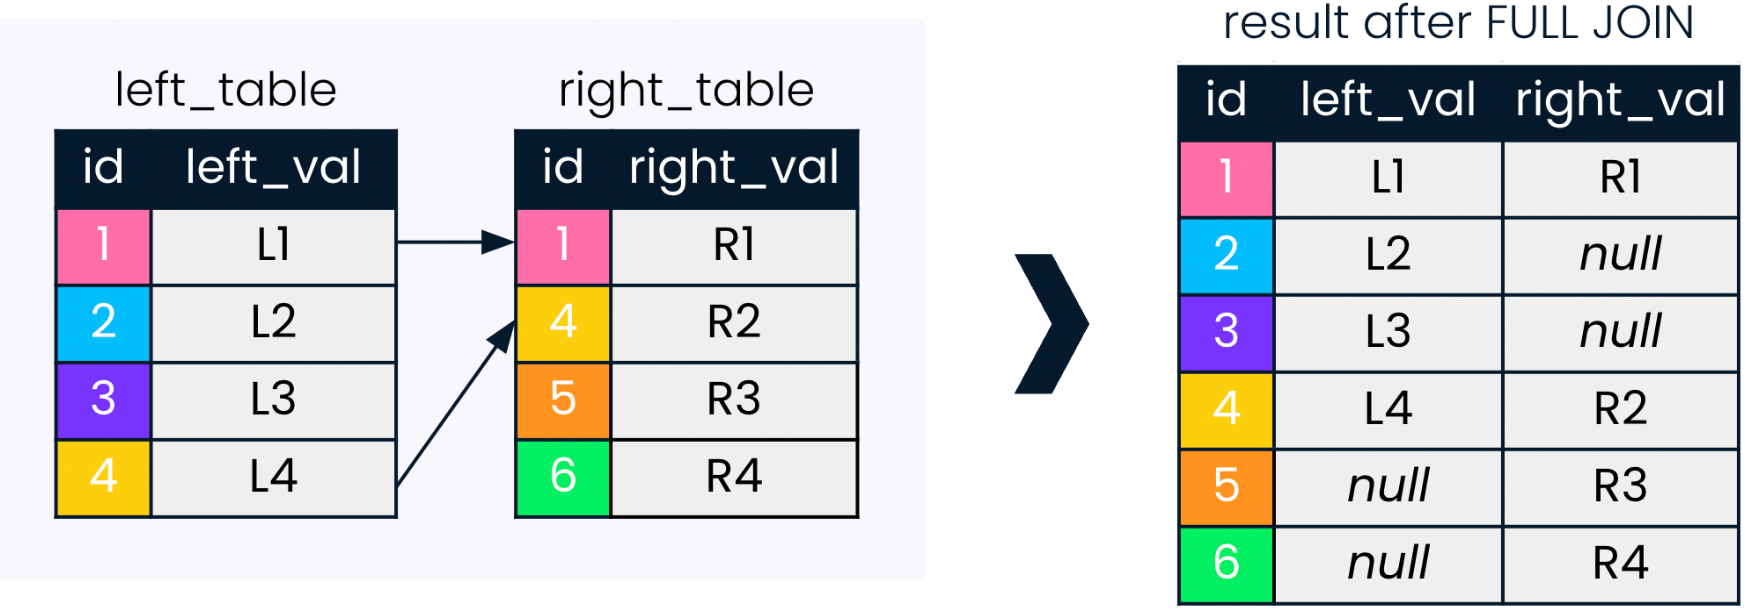 left_table
id left_val
1 L1
2 L2
3 L3
4 L4
right_table
id right_val
1 R1
4 R2
5 R3
6 R4
result after FULL JOIN
id left_val right_val
1 L1 R1
2 L2 null
3 L3 null
4 L4 R2
5 null R3
6 null R4